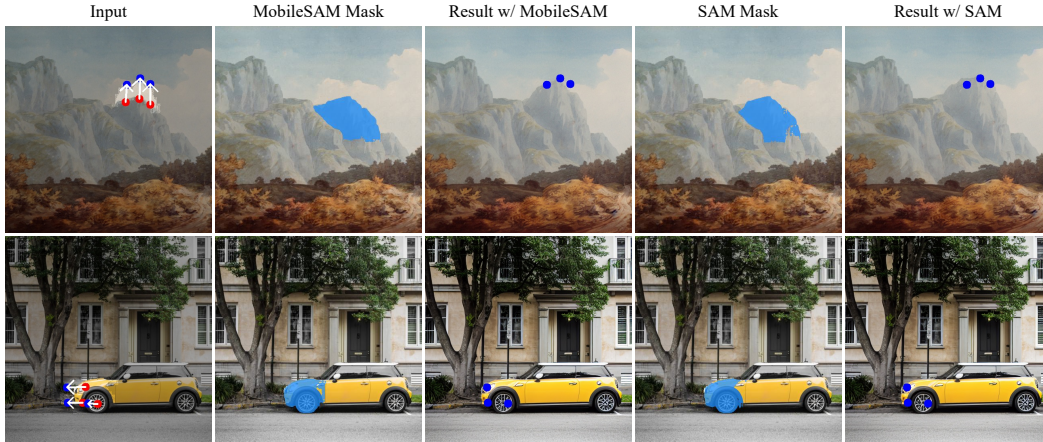 Input
MobileSAM Mask
Result w/ MobileSAM
SAM Mask
Result w/ SAM